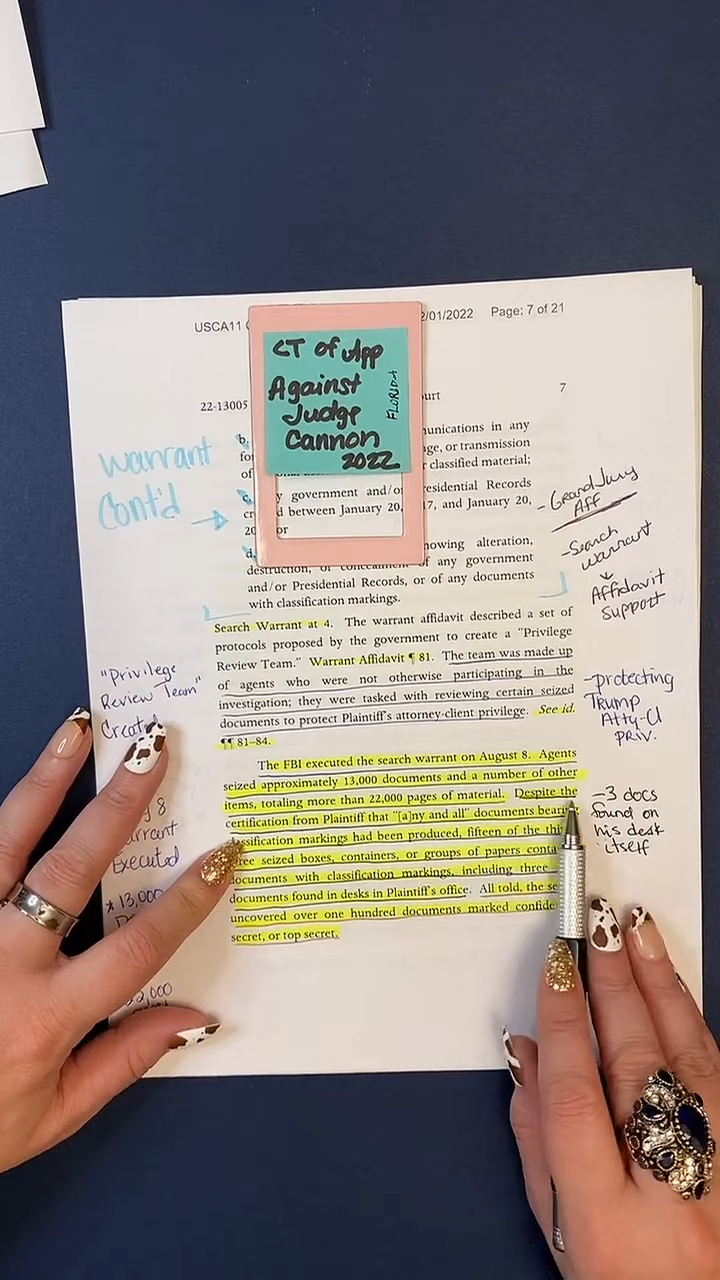 USCA11
2/01/2022 Page: 7 of 21
CT of App
Against
Judge
Cannon
2022
FLORIDA
22-13005
urt
7
b.
munications in any
fo
ge, or transmission
of
r classified material;
c.
y government and/o
residential Records
cr
d between January 20,
17, and January 20,
20
or
d.
nowing alteration,
destruction, or concealment of any government
and/or Presidential Records, or of any documents
with classification markings.
Search Warrant at 4. The warrant affidavit described a set of
protocols proposed by the government to create a “Privilege
Review Team.” Warrant Affidavit ¶ 81. The team was made up
of agents who were not otherwise participating in the
investigation; they were tasked with reviewing certain seized
documents to protect Plaintiff’s attorney-client privilege. See id.
¶¶ 81–84.
The FBI executed the search warrant on August 8. Agents
seized approximately 13,000 documents and a number of other
items, totaling more than 22,000 pages of material. Despite the
certification from Plaintiff that “[a]ny and all” documents bearin
assification markings had been produced, fifteen of the thi
ree seized boxes, containers, or groups of papers conta
documents with classification markings, including three
documents found in desks in Plaintiff’s office. All told, the se
uncovered over one hundred documents marked confide
secret, or top secret.
Warrant
Cont'd
"Privilege
Review Team"
Created
8
arrant
Executed
* 13,000
22,000
- Grand Jury
Aff
- Search
Warrant
Affidavit
Support
- protecting
Trump
Atty-Cl
priv.
- 3 docs
found on
his desk
itself